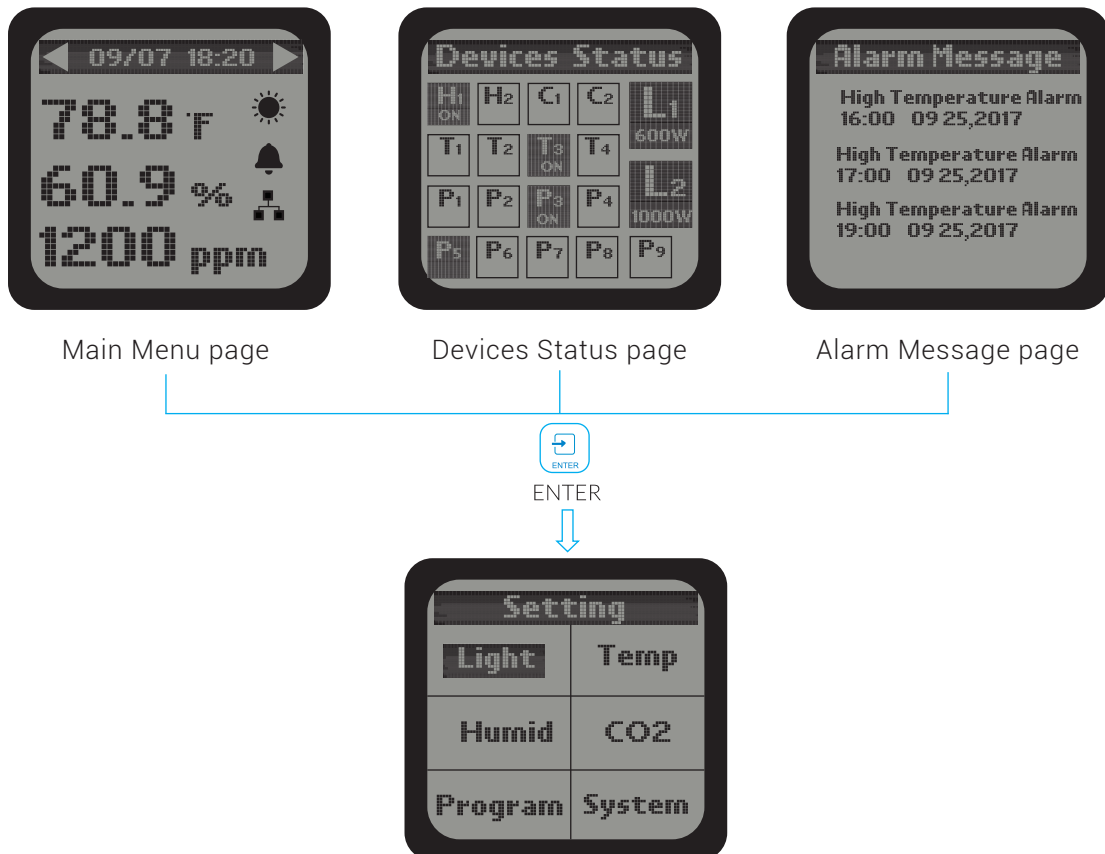 09/07 18:20
78.8 °F
60.9 %
1200 ppm
Main Menu page
Devices Status
H1 H2 C1 C2 L1
ON
600W
T1 T2 T3 T4
ON
L2
P1 P2 P3 P4
ON
1000W
P5 P6 P7 P8 P9
Devices Status page
Alarm Message
High Temperature Alarm
16:00 09 25,2017
High Temperature Alarm
17:00 09 25,2017
High Temperature Alarm
19:00 09 25,2017
Alarm Message page
ENTER
ENTER
Setting
Light Temp
Humid CO2
Program System